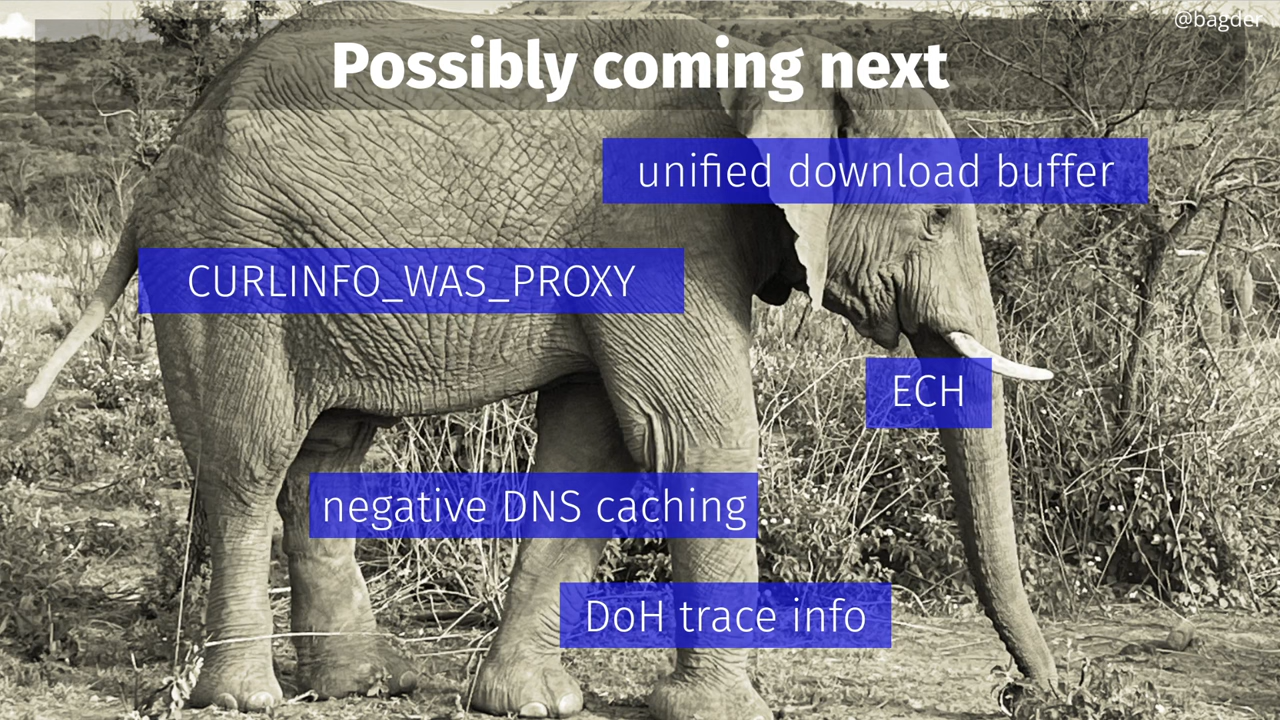 @bagder
Possibly coming next
unified download buffer
CURLINFO_WAS_PROXY
ECH
negative DNS caching
DoH trace info